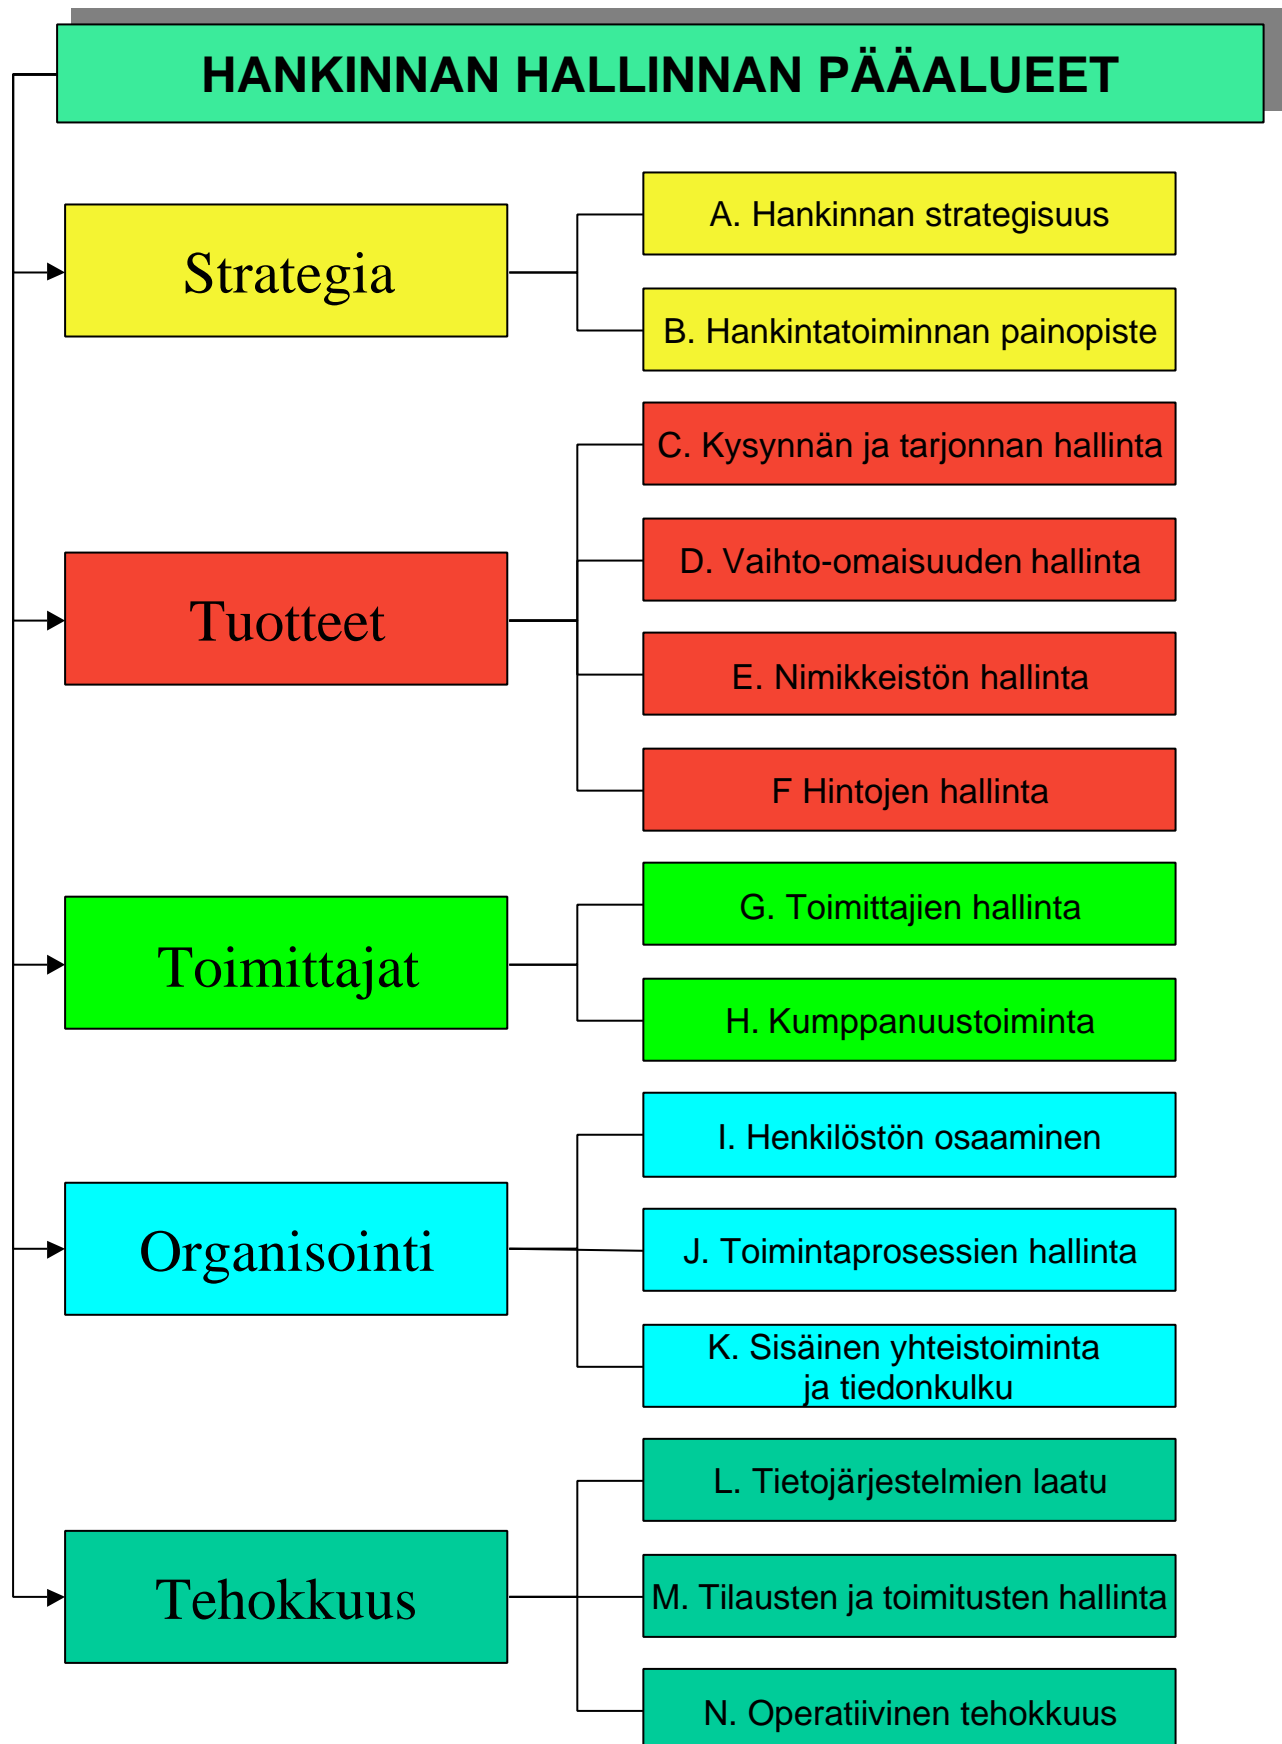 HANKINNAN HALLINNAN PÄÄALUEET
Strategia
A. Hankinnan strategisuus
B. Hankintatoiminnan painopiste
Tuotteet
C. Kysynnän ja tarjonnan hallinta
D. Vaihto-omaisuuden hallinta
E. Nimikkeistön hallinta
F Hintojen hallinta
Toimittajat
G. Toimittajien hallinta
H. Kumppanuustoiminta
Organisointi
I. Henkilöstön osaaminen
J. Toimintaprosessien hallinta
K. Sisäinen yhteistoiminta
ja tiedonkulku
Tehokkuus
L. Tietojärjestelmien laatu
M. Tilausten ja toimitusten hallinta
N. Operatiivinen tehokkuus